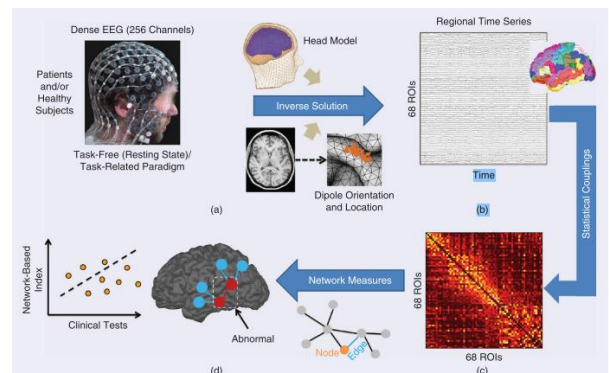 Dense EEG (256 Channels)
Patients
and/or
Healthy
Subjects
Task-Free (Resting State)/
Task-Related Paradigm
Head Model
Inverse Solution
Dipole Orientation
and Location
(a)
Regional Time Series
68 ROIs
Time
(b)
Statistical Couplings
68 ROIs
68 ROIs
(c)
Network Measures
Node
Edge
Abnormal
Network-Based
Index
Clinical Tests
(d)